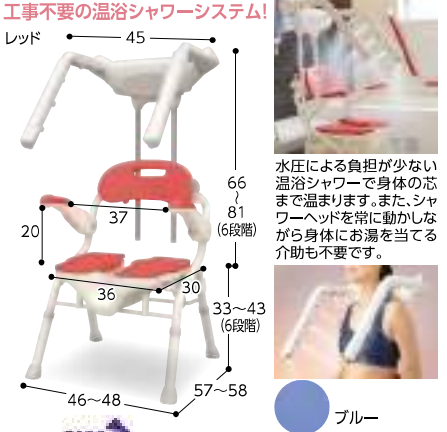 工事不要の温浴シャワーシステム!
レッド
45
66
〜
81
(6段階)
37
20
36
30
33〜43
(6段階)
46〜48
57〜58
水圧による負担が少ない
温浴シャワーで身体の芯
まで温まります。また、シャ
ワーヘッドを常に動かしな
がら身体にお湯を当てる
介助も不要です。
ブルー